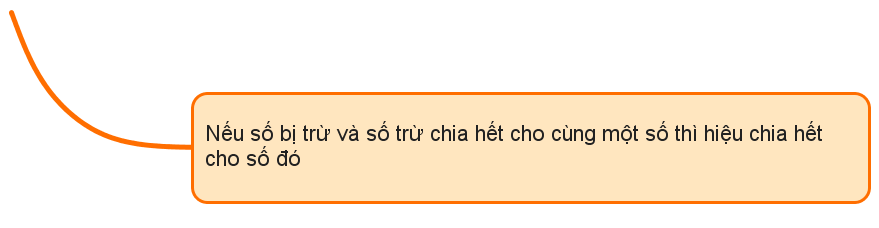 Nếu số bị trừ và số trừ chia hết cho cùng một số thì hiệu chia hết
cho số đó